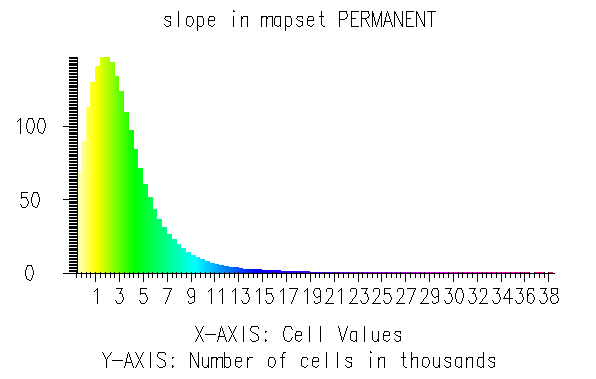 slope in mapset PERMANENT
100
50
0
1 3 5 7 9 11 13 15 17 19 21 23 25 27 29 30 32 34 36 38
X-AXIS: Cell Values
Y-AXIS: Number of cells in thousands